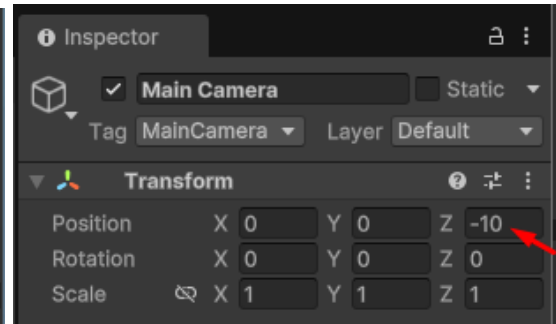 Inspector
Main Camera Static
Tag MainCamera Layer Default
Transform
Position X 0 Y 0 Z -10
Rotation X 0 Y 0 Z 0
Scale X 1 Y 1 Z 1